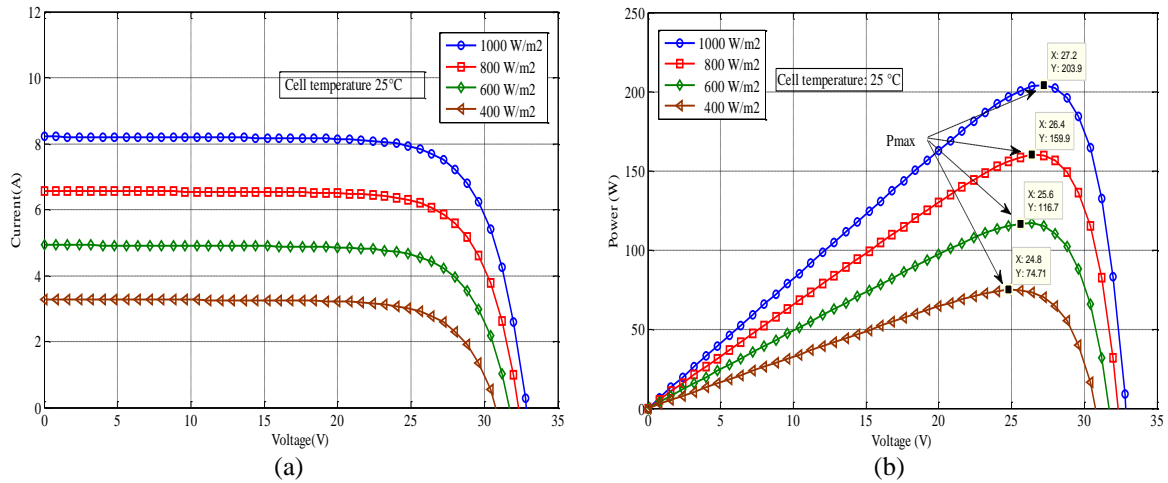 12
10
8
6
4
2
0
Current(A)
0 5 10 15 20 25 30 35
Voltage(V)
1000 W/m2
800 W/m2
600 W/m2
400 W/m2
Cell temperature 25°C
(a)
250
200
150
100
50
0
Power (W)
0 5 10 15 20 25 30 35
Voltage (V)
1000 W/m2
800 W/m2
600 W/m2
400 W/m2
Cell temperature: 25 °C
Pmax
X: 27.2
Y: 203.9
X: 26.4
Y: 159.9
X: 25.6
Y: 116.7
X: 24.8
Y: 74.71
(b)